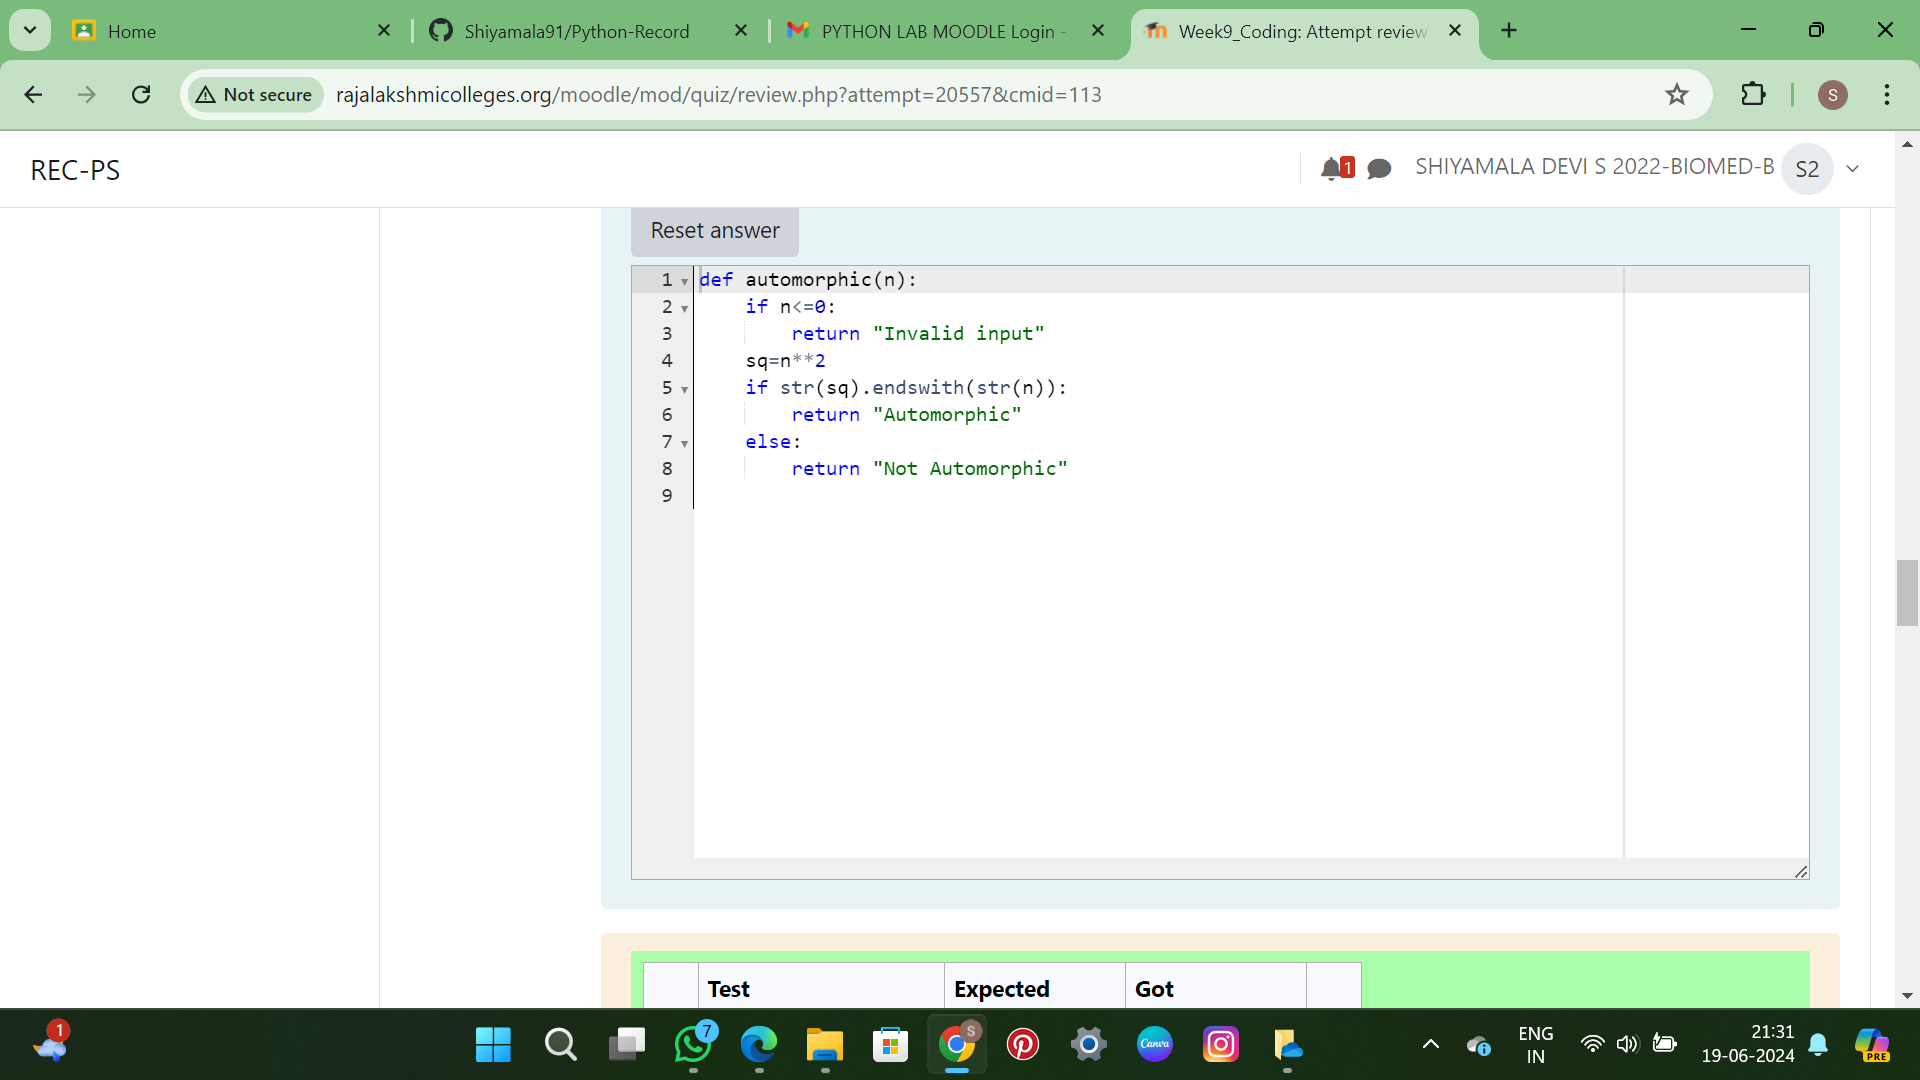 Home
Shiyamala91/Python-Record
PYTHON LAB MOODLE Login -
Week9_Coding: Attempt review
Not secure
rajalakshmicolleges.org/moodle/mod/quiz/review.php?attempt=20557&cmid=113
S
REC-PS
1
SHIYAMALA DEVI S 2022-BIOMED-B
S2
Reset answer
1 def automorphic(n):
2 if n<=0:
3 return "Invalid input"
4 sq=n**2
5 if str(sq).endswith(str(n)):
6 return "Automorphic"
7 else:
8 return "Not Automorphic"
9
Test Expected Got
1
7
S
Canva
ENG
IN
21:31
19-06-2024
PRE